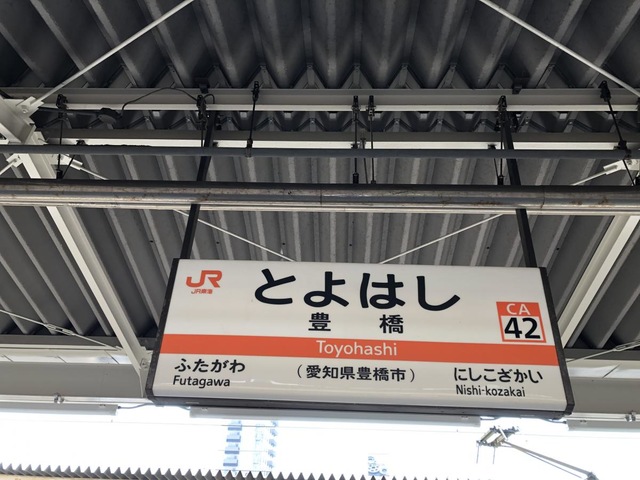 JR
JR東海
とよはし
豊橋
CA
42
Toyohashi
ふたがわ
Futagawa
（愛知県豊橋市）
にしこざかい
Nishi-kozakai